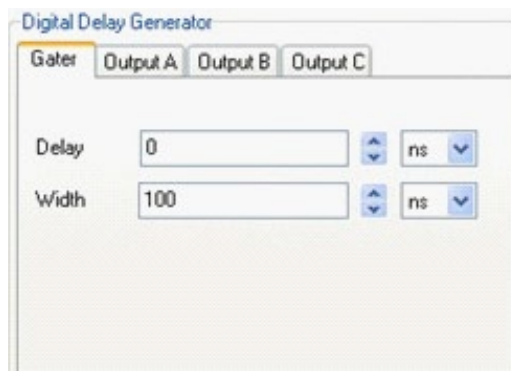 Digital Delay Generator
Gater Output A Output B Output C
Delay 0 ns
Width 100 ns